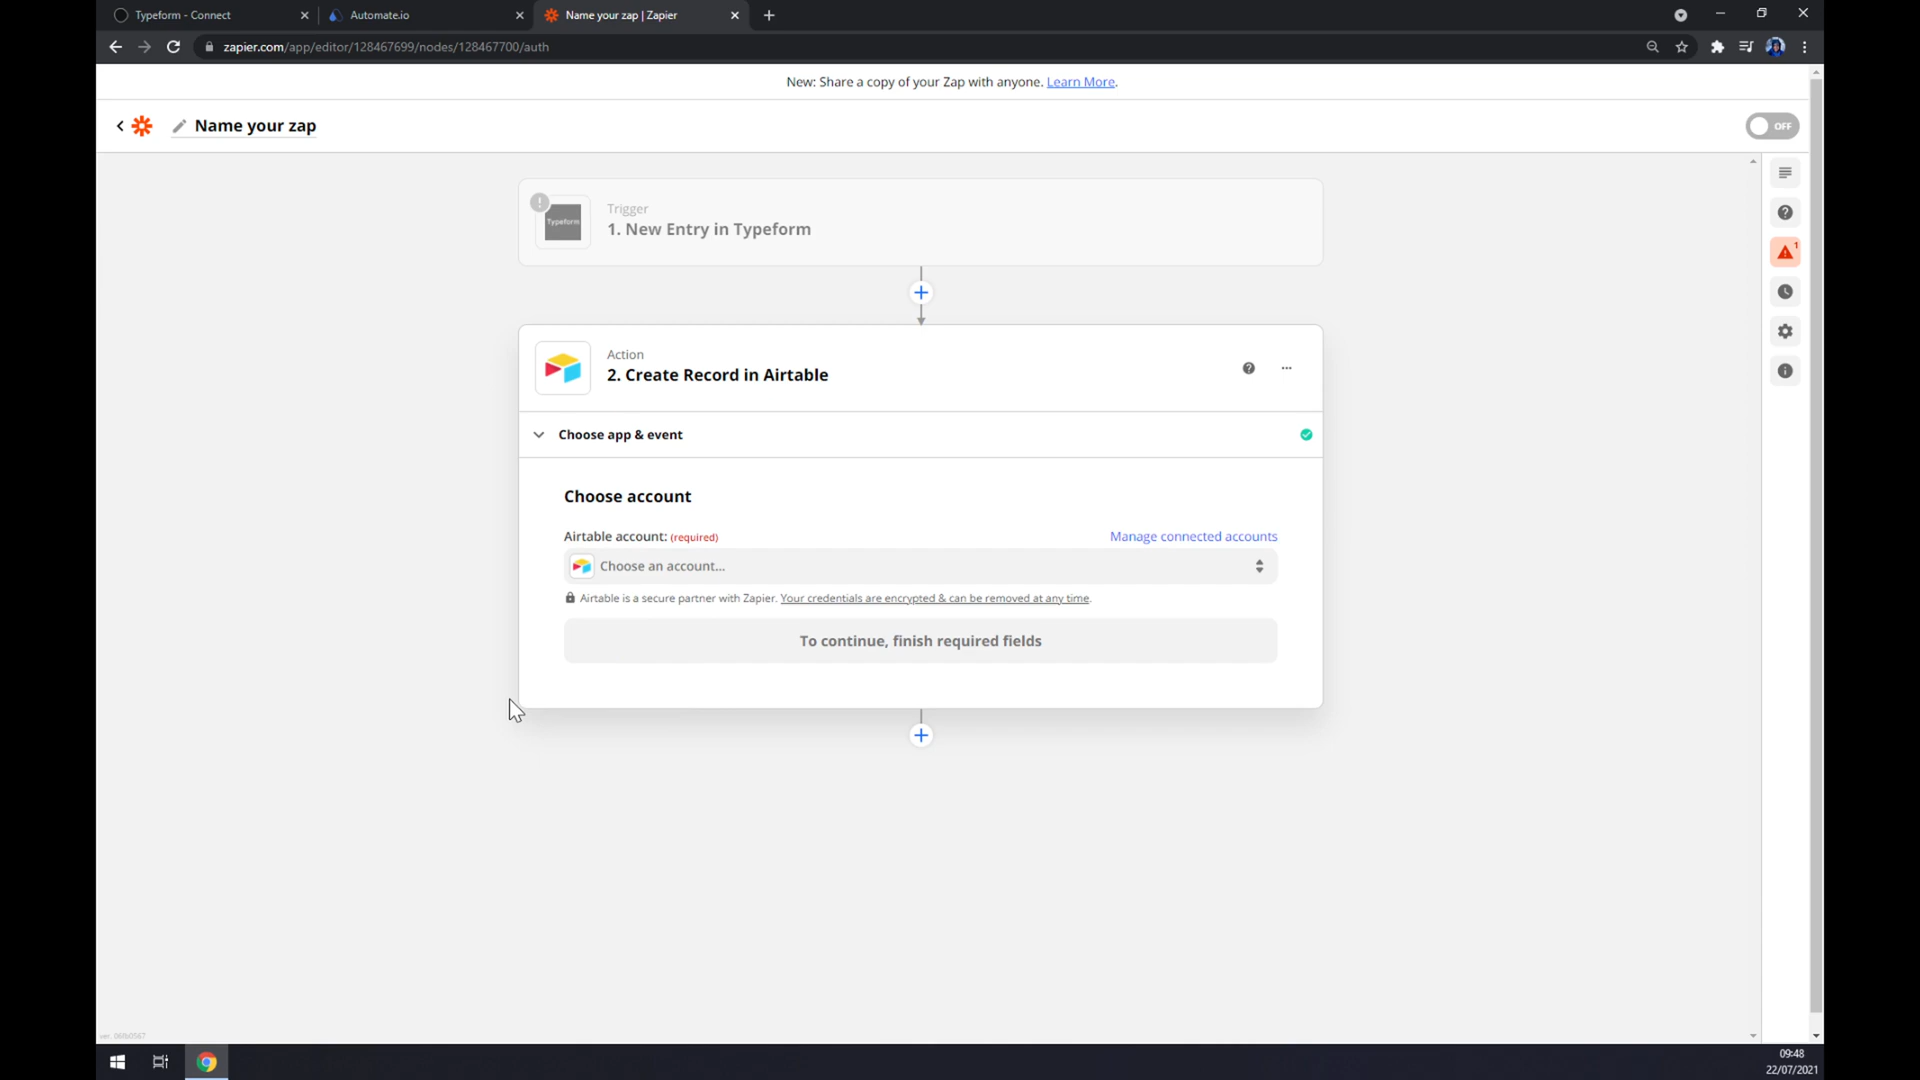 Typeform - Connect
Automate.io
Name your zap | Zapier
zapier.com/app/editor/128467699/nodes/128467700/auth
New: Share a copy of your Zap with anyone. Learn More.
Name your zap
OFF
Typeform
Trigger
1. New Entry in Typeform
1
Action
2. Create Record in Airtable
Choose app & event
Choose account
Airtable account: (required)
Manage connected accounts
Choose an account...
Airtable is a secure partner with Zapier. Your credentials are encrypted & can be removed at any time.
To continue, finish required fields
09:48
22/07/2021